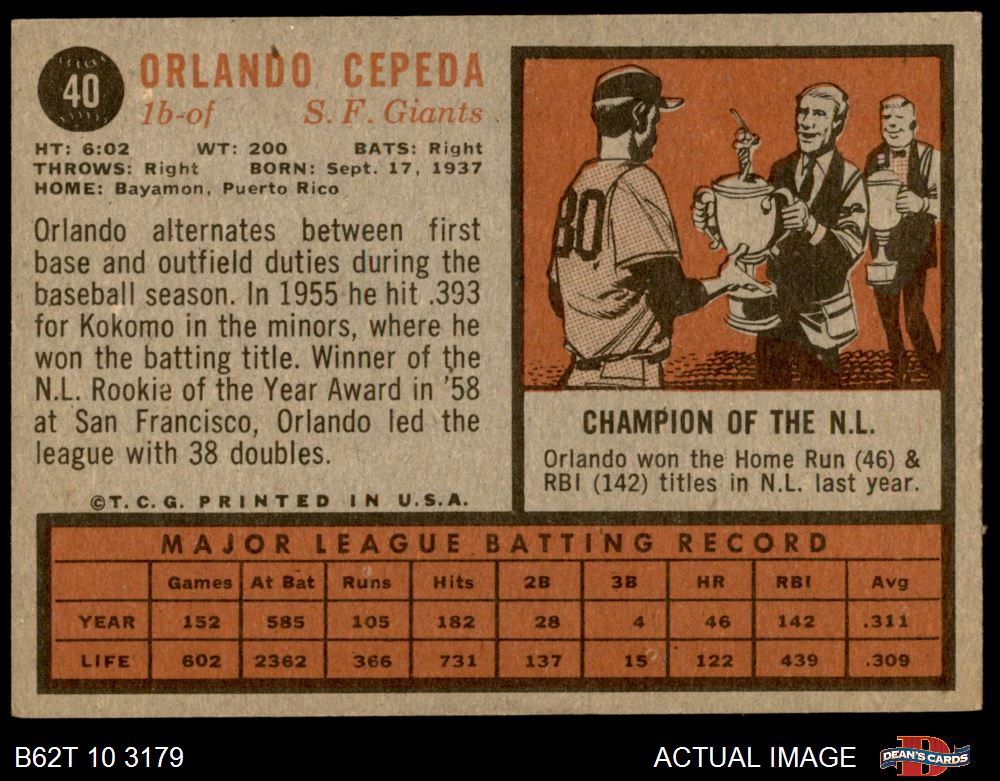 40
ORLANDO CEPEDA
1b-of S. F. Giants
HT: 6:02 WT: 200 BATS: Right
THROWS: Right BORN: Sept. 17, 1937
HOME: Bayamon, Puerto Rico
Orlando alternates between first
base and outfield duties during the
baseball season. In 1955 he hit .393
for Kokomo in the minors, where he
won the batting title. Winner of the
N.L. Rookie of the Year Award in '58
at San Francisco, Orlando led the
league with 38 doubles.
©T.C.G. PRINTED IN U.S.A.
30
CHAMPION OF THE N.L.
Orlando won the Home Run (46) &
RBI (142) titles in N.L. last year.
MAJOR LEAGUE BATTING RECORD
Games At Bat Runs Hits 2B 3B HR RBI Avg
YEAR 152 585 105 182 28 4 46 142 .311
LIFE 602 2362 366 731 137 15 122 439 .309
B62T 10 3179 ACTUAL IMAGE DEAN'S CARDS